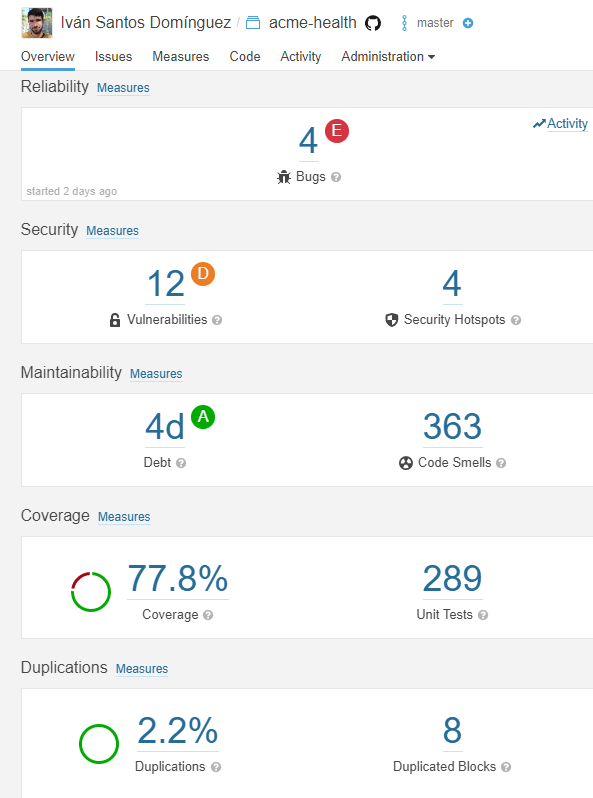 Iván Santos Domínguez / acme-health master
Overview Issues Measures Code Activity Administration
Reliability Measures
4 E
Activity
Bugs ?
started 2 days ago
Security Measures
12 D 4
Vulnerabilities ? Security Hotspots ?
Maintainability Measures
4d A 363
Debt ? Code Smells ?
Coverage Measures
77.8% 289
Coverage ? Unit Tests ?
Duplications Measures
2.2% 8
Duplications ? Duplicated Blocks ?